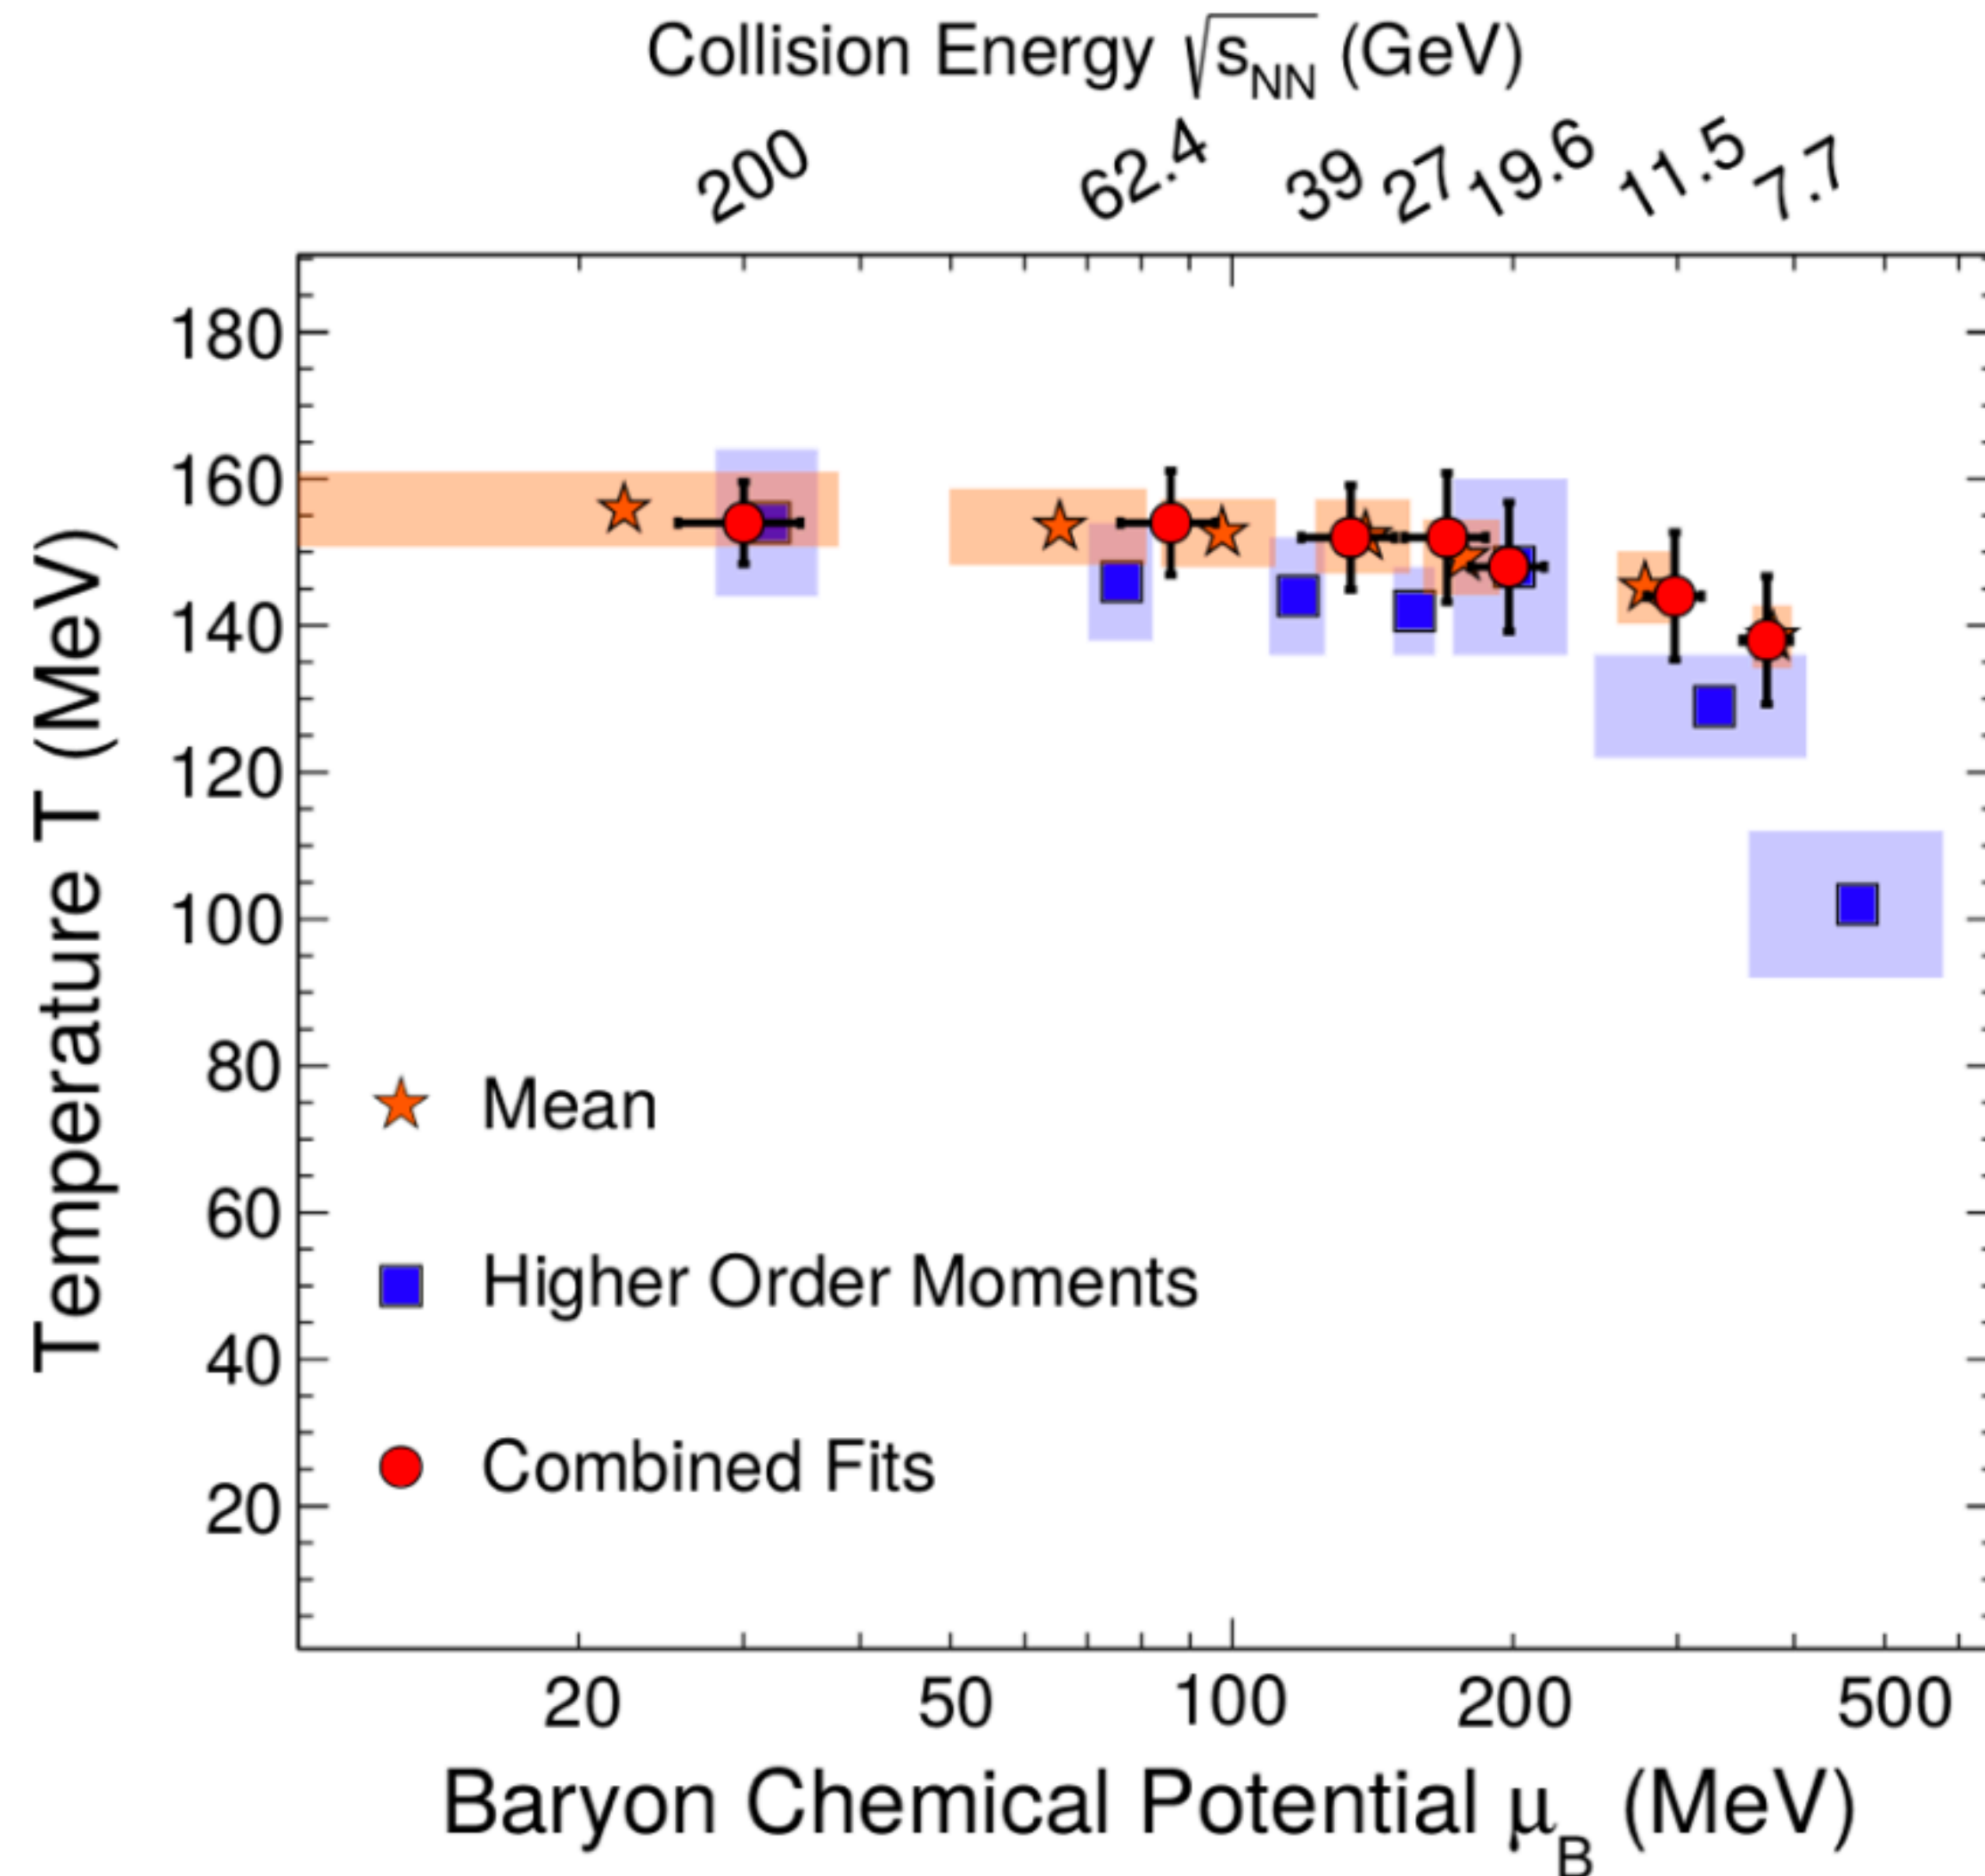 Collision Energy √sNN (GeV)
200 62.4 39 27 19.6 11.5 7.7
180
160
140
120
100
80
60
40
20
Temperature T (MeV)
Mean
Higher Order Moments
Combined Fits
20 50 100 200 500
Baryon Chemical Potential μB (MeV)